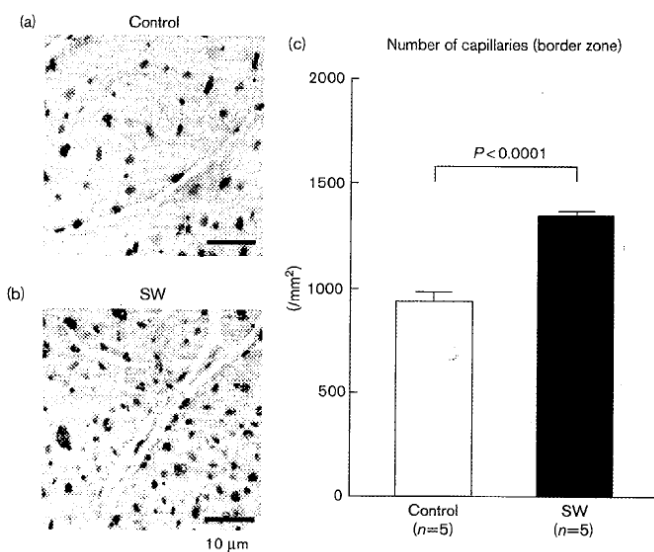 (a)
Control
(b)
SW
10 μm
(c)
Number of capillaries (border zone)
2000
1500
1000
500
0
(/mm²)
P<0.0001
Control
(n=5)
SW
(n=5)